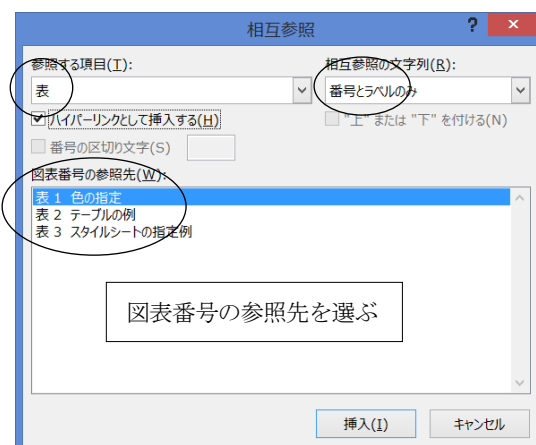 相互参照
?
×
参照する項目(T):
相互参照の文字列(R):
表
番号とラベルのみ
ハイパーリンクとして挿入する(H)
"上" または "下" を付ける(N)
番号の区切り文字(S)
図表番号の参照先(W):
表 1 色の指定
表 2 テーブルの例
表 3 スタイルシートの指定例
図表番号の参照先を選ぶ
挿入(I)
キャンセル